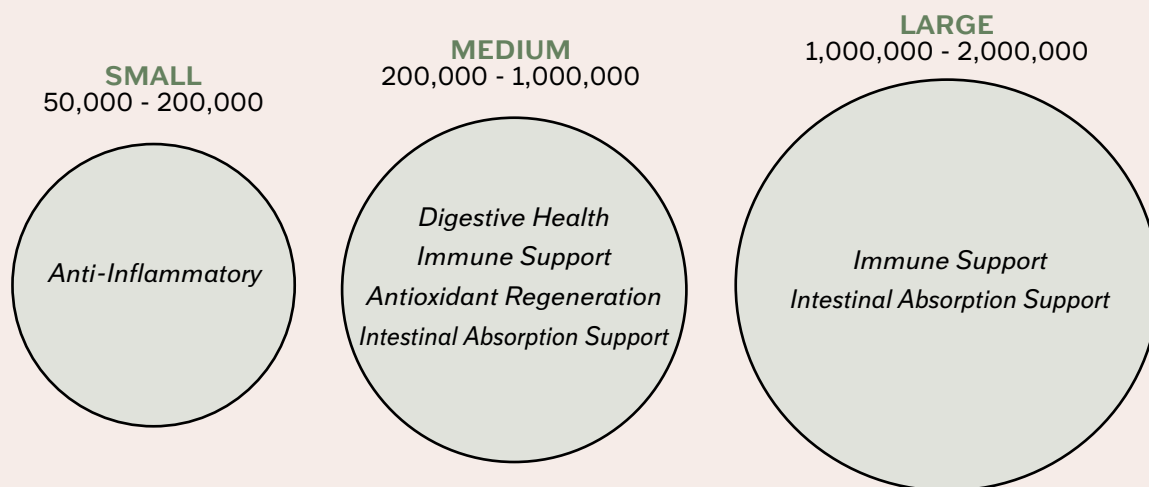 SMALL
50,000 - 200,000
Anti-Inflammatory
MEDIUM
200,000 - 1,000,000
Digestive Health
Immune Support
Antioxidant Regeneration
Intestinal Absorption Support
LARGE
1,000,000 - 2,000,000
Immune Support
Intestinal Absorption Support